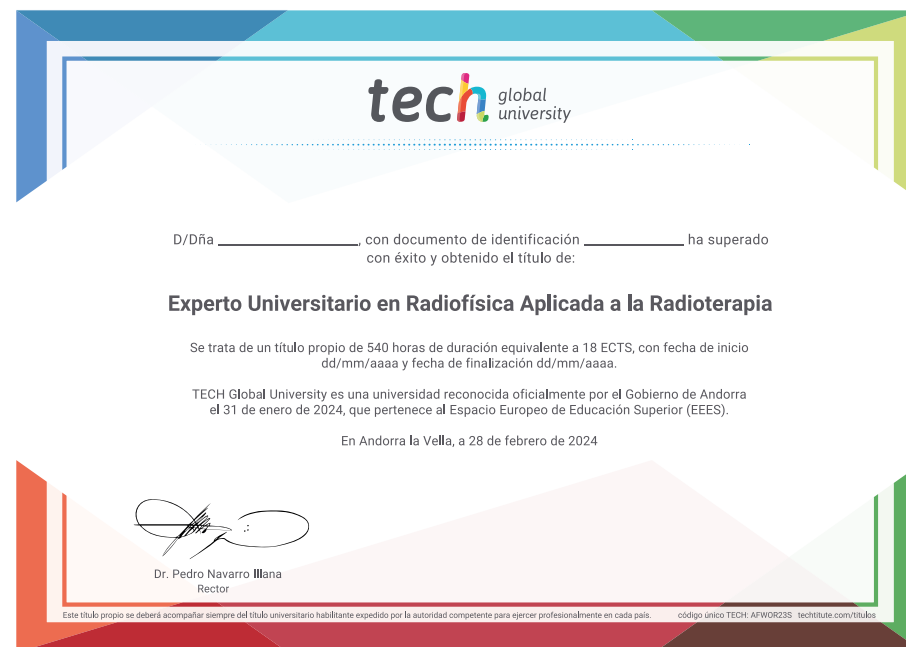 tech global university
D/Dña ______________, con documento de identificación __________ ha superado
con éxito y obtenido el título de:
Experto Universitario en Radiofísica Aplicada a la Radioterapia
Se trata de un título propio de 540 horas de duración equivalente a 18 ECTS, con fecha de inicio
dd/mm/aaaa y fecha de finalización dd/mm/aaaa.
TECH Global University es una universidad reconocida oficialmente por el Gobierno de Andorra
el 31 de enero de 2024, que pertenece al Espacio Europeo de Educación Superior (EEES).
En Andorra la Vella, a 28 de febrero de 2024
Dr. Pedro Navarro Illana
Rector
Este título propio se deberá acompañar siempre del título universitario habilitante expedido por la autoridad competente para ejercer profesionalmente en cada país. código único TECH: AFWOR23S techtitute.com/titulos